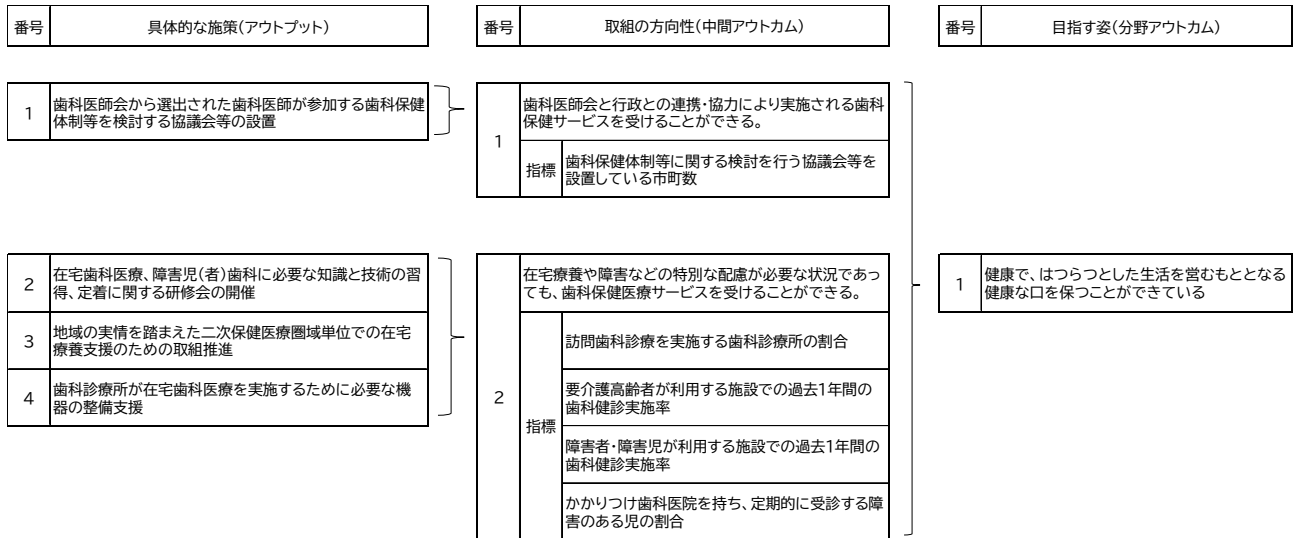 番号 具体的な施策(アウトプット) 番号 取組の方向性(中間アウトカム) 番号 目指す姿(分野アウトカム)
1
歯科医師会から選出された歯科医師が参加する歯科保健
体制等を検討する協議会等の設置
1
歯科医師会と行政との連携・協力により実施される歯科
保健サービスを受けることができる。
指標
歯科保健体制等に関する検討を行う協議会等を
設置している市町数
2
在宅歯科医療、障害児(者)歯科に必要な知識と技術の習
得、定着に関する研修会の開催
3
地域の実情を踏まえた二次保健医療圏域単位での在宅
療養支援のための取組推進
4
歯科診療所が在宅歯科医療を実施するために必要な機
器の整備支援
2
在宅療養や障害などの特別な配慮が必要な状況であっ
ても、歯科保健医療サービスを受けることができる。
指標
訪問歯科診療を実施する歯科診療所の割合
要介護高齢者が利用する施設での過去1年間の
歯科健診実施率
障害者・障害児が利用する施設での過去1年間の
歯科健診実施率
かかりつけ歯科医院を持ち、定期的に受診する障
害のある児の割合
1
健康で、はつらつとした生活を営むもととなる
健康な口を保つことができている